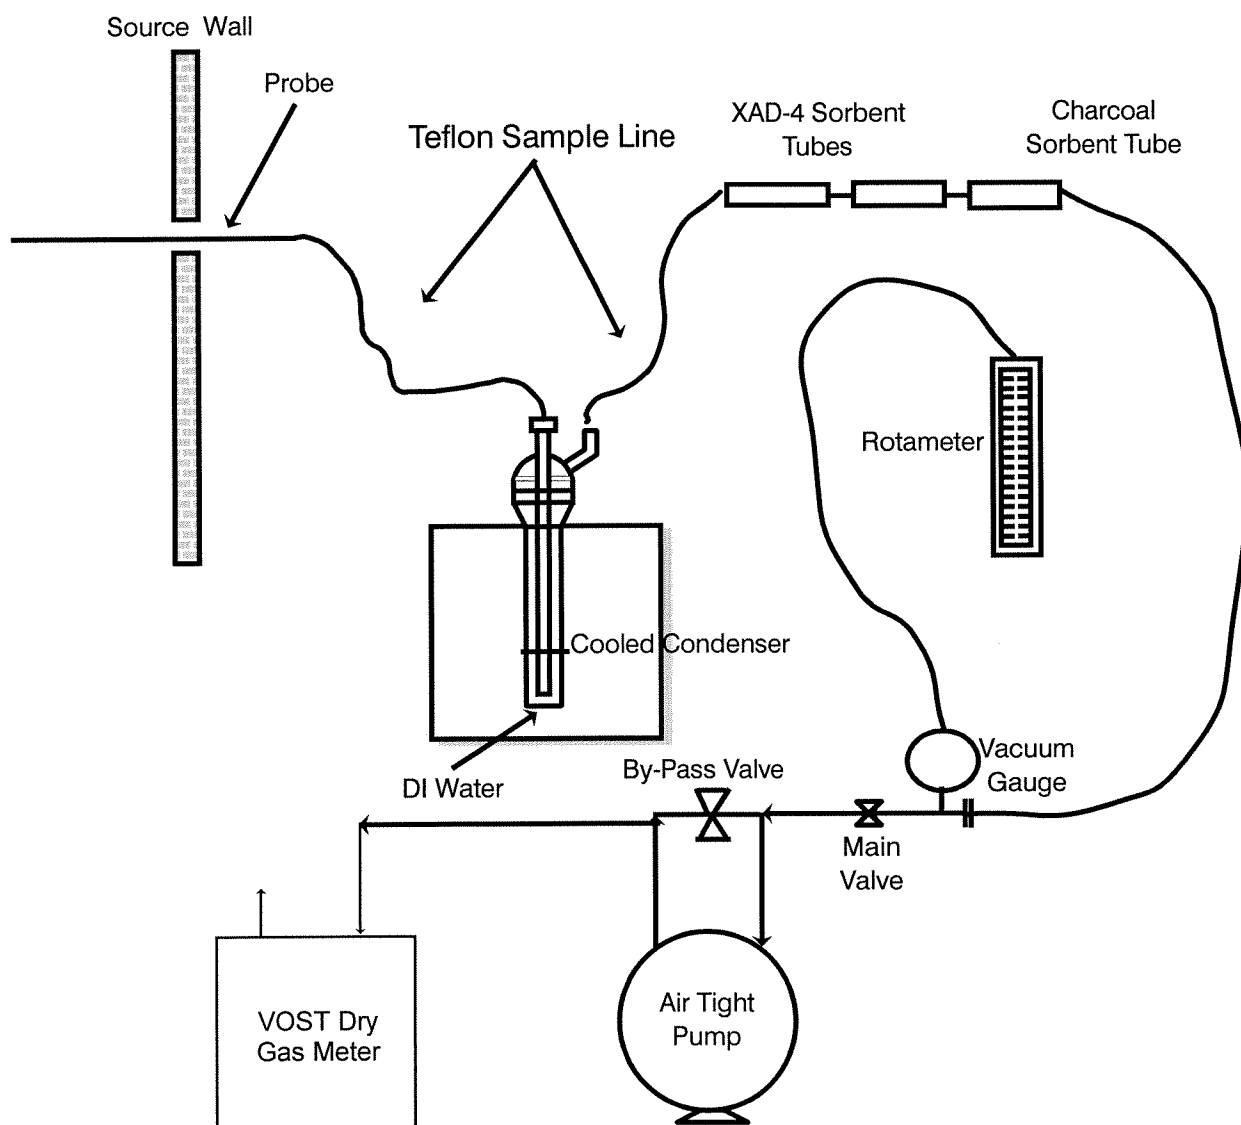 Source Wall
Probe
Teflon Sample Line
XAD-4 Sorbent
Tubes
Charcoal
Sorbent Tube
Rotameter
Cooled Condenser
DI Water
By-Pass Valve
Vacuum
Gauge
Main
Valve
Air Tight
Pump
VOST Dry
Gas Meter